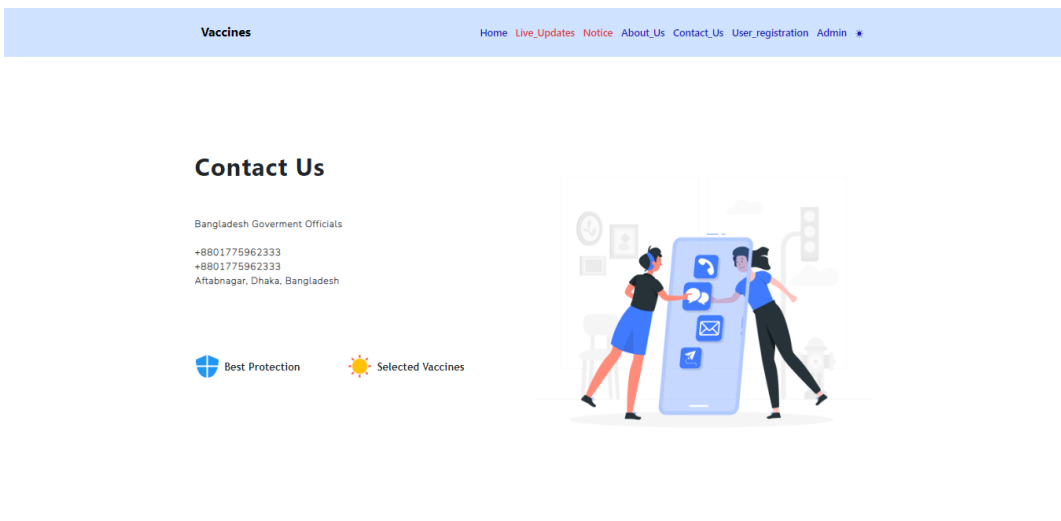 Vaccines
Home Live_Updates Notice About_Us Contact_Us User_registration Admin
Contact Us
Bangladesh Goverment Officials
+8801775962333
+8801775962333
Aftabnagar, Dhaka, Bangladesh
Best Protection
Selected Vaccines